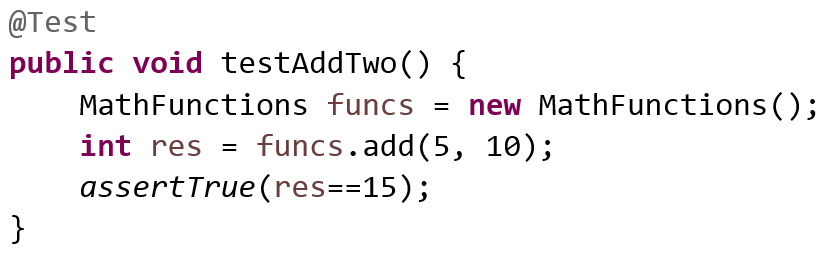 @Test
public void testAddTwo() {
    MathFunctions funcs = new MathFunctions();
    int res = funcs.add(5, 10);
    assertTrue(res==15);
}